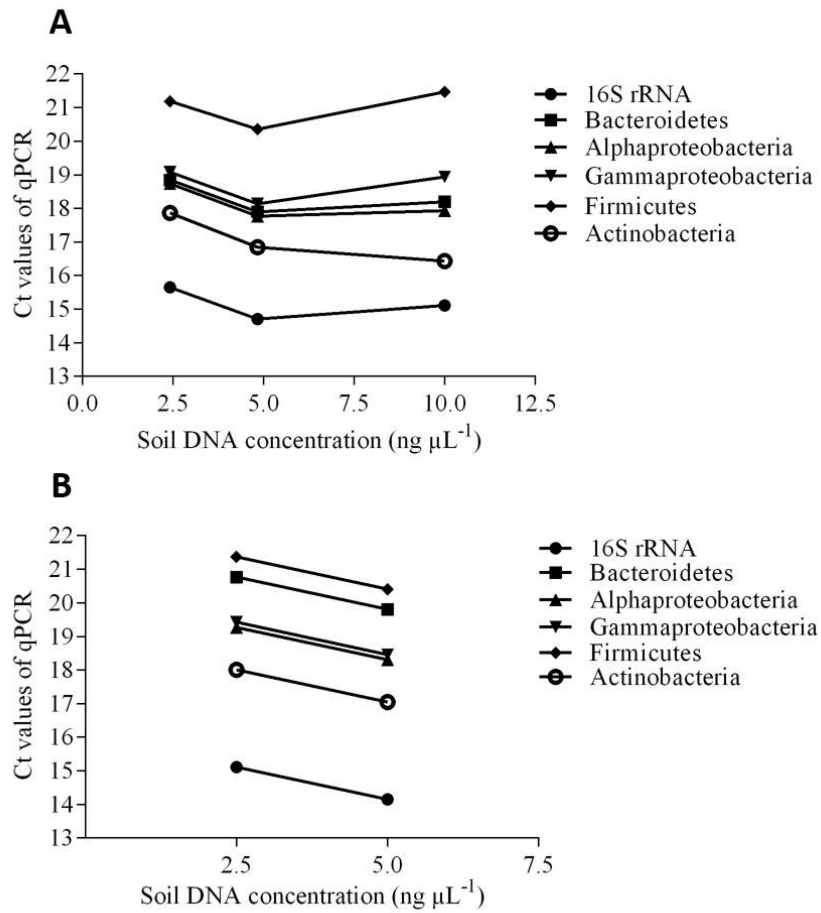 A
Ct values of qPCR
22
21
20
19
18
17
16
15
14
13
0.0 2.5 5.0 7.5 10.0 12.5
Soil DNA concentration (ng µL-1)
16S rRNA
Bacteroidetes
Alphaproteobacteria
Gammaproteobacteria
Firmicutes
Actinobacteria
B
Ct values of qPCR
22
21
20
19
18
17
16
15
14
13
2.5 5.0 7.5
Soil DNA concentration (ng µL-1)
16S rRNA
Bacteroidetes
Alphaproteobacteria
Gammaproteobacteria
Firmicutes
Actinobacteria